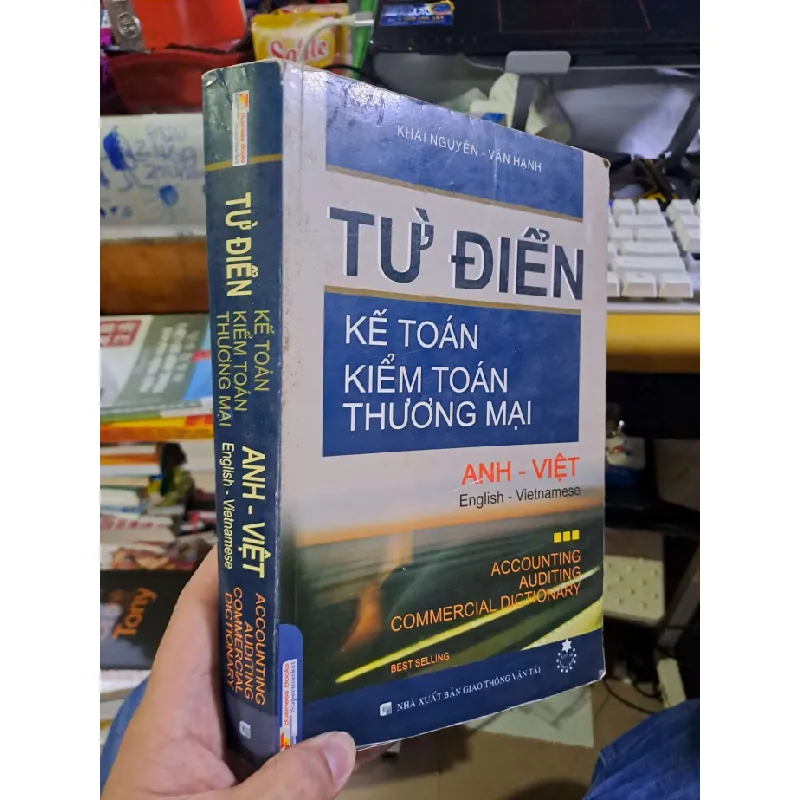 KHẢI NGUYÊN - VÂN HẠNH
TỪ ĐIỂN
KẾ TOÁN
KIỂM TOÁN
THƯƠNG MẠI
ANH - VIỆT
English - Vietnamese
ACCOUNTING
AUDITING
COMMERCIAL DICTIONARY
BEST SELLING
NHÀ XUẤT BẢN GIAO THÔNG VẬN TẢI
TỪ ĐIỂN
KẾ TOÁN
KIỂM TOÁN
THƯƠNG MẠI
ANH - VIỆT
English - Vietnamese
ACCOUNTING
AUDITING
COMMERCIAL
DICTIONARY
Tony